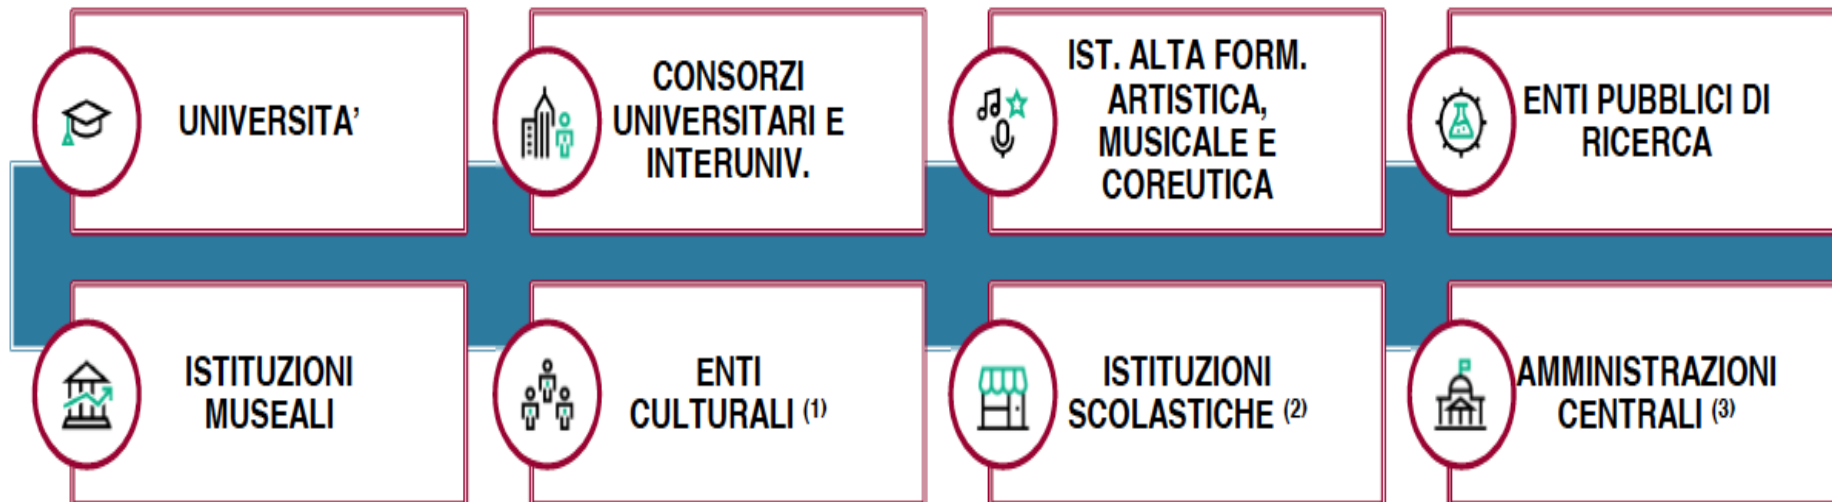 UNIVERSITA'
CONSORZI
UNIVERSITARI E
INTERUNIV.
IST. ALTA FORM.
ARTISTICA,
MUSICALE E
COREUTICA
ENTI PUBBLICI DI
RICERCA
ISTITUZIONI
MUSEALI
ENTI
CULTURALI (1)
ISTITUZIONI
SCOLASTICHE (2)
AMMINISTRAZIONI
CENTRALI (3)